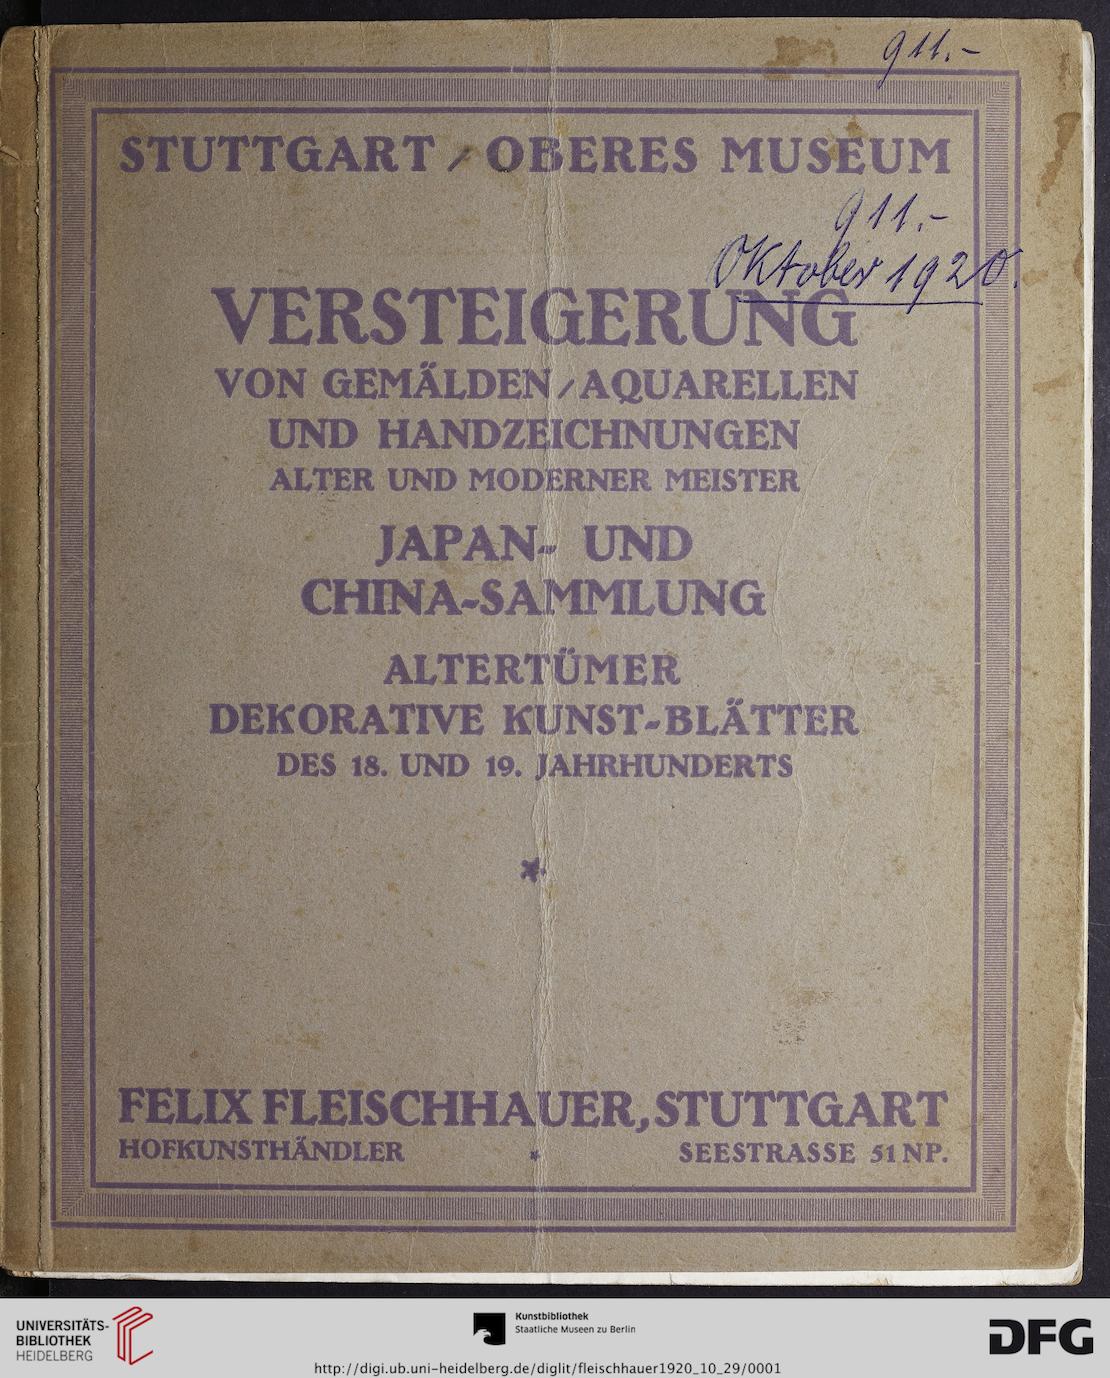 911.-
STUTTGART / OBERES MUSEUM
911.-
Oktober 1920.
VERSTEIGERUNG
VON GEMÄLDEN / AQUARELLEN
UND HANDZEICHNUNGEN
ALTER UND MODERNER MEISTER
JAPAN- UND
CHINA-SAMMLUNG
ALTERTÜMER
DEKORATIVE KUNST-BLÄTTER
DES 18. UND 19. JAHRHUNDERTS
*
FELIX FLEISCHHAUER, STUTTGART
HOFKUNSTHÄNDLER * SEESTRASSE 51 NP.
UNIVERSITÄTS-
BIBLIOTHEK
HEIDELBERG
Kunstbibliothek
Staatliche Museen zu Berlin
DFG
http://digi.ub.uni-heidelberg.de/diglit/fleischhauer1920_10_29/0001